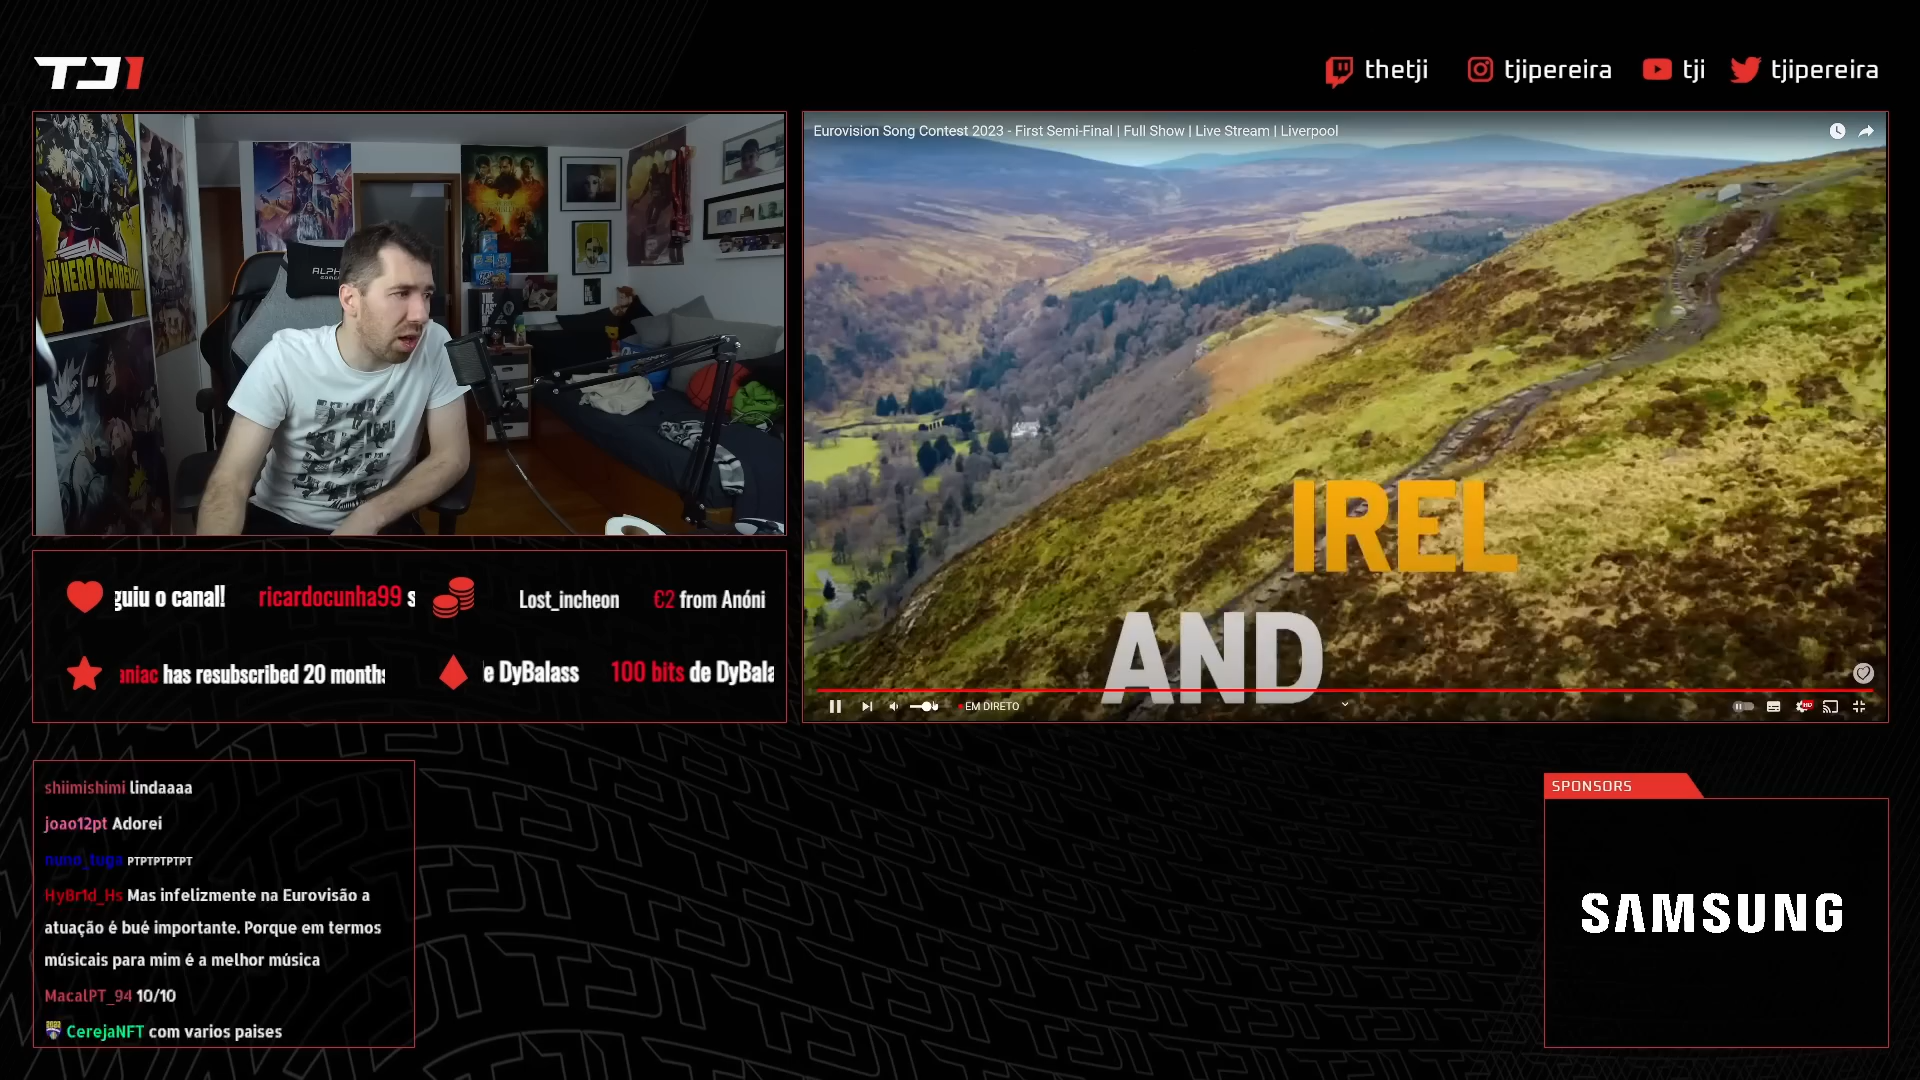 TJ1
thetji
tjipereira
tji
tjipereira
Eurovision Song Contest 2023 - First Semi-Final | Full Show | Live Stream | Liverpool
MY HERO ACADEMIA
ALPH
IREL
AND
EM DIRETO
HD
guiu o canal! ricardocunha99 s
Lost_incheon €2 from Anóni
aniac has resubscribed 20 months
e DyBalass 100 bits de DyBala
shiimishimi lindaaaa
joao12pt Adorei
nuno_tuga PTPTPTPTPT
HyBr1d_Hs Mas infelizmente na Eurovisão a
atuação é bué importante. Porque em termos
músicais para mim é a melhor música
MacalPT_94 10/10
CerejaNFT com varios paises
SPONSORS
SAMSUNG